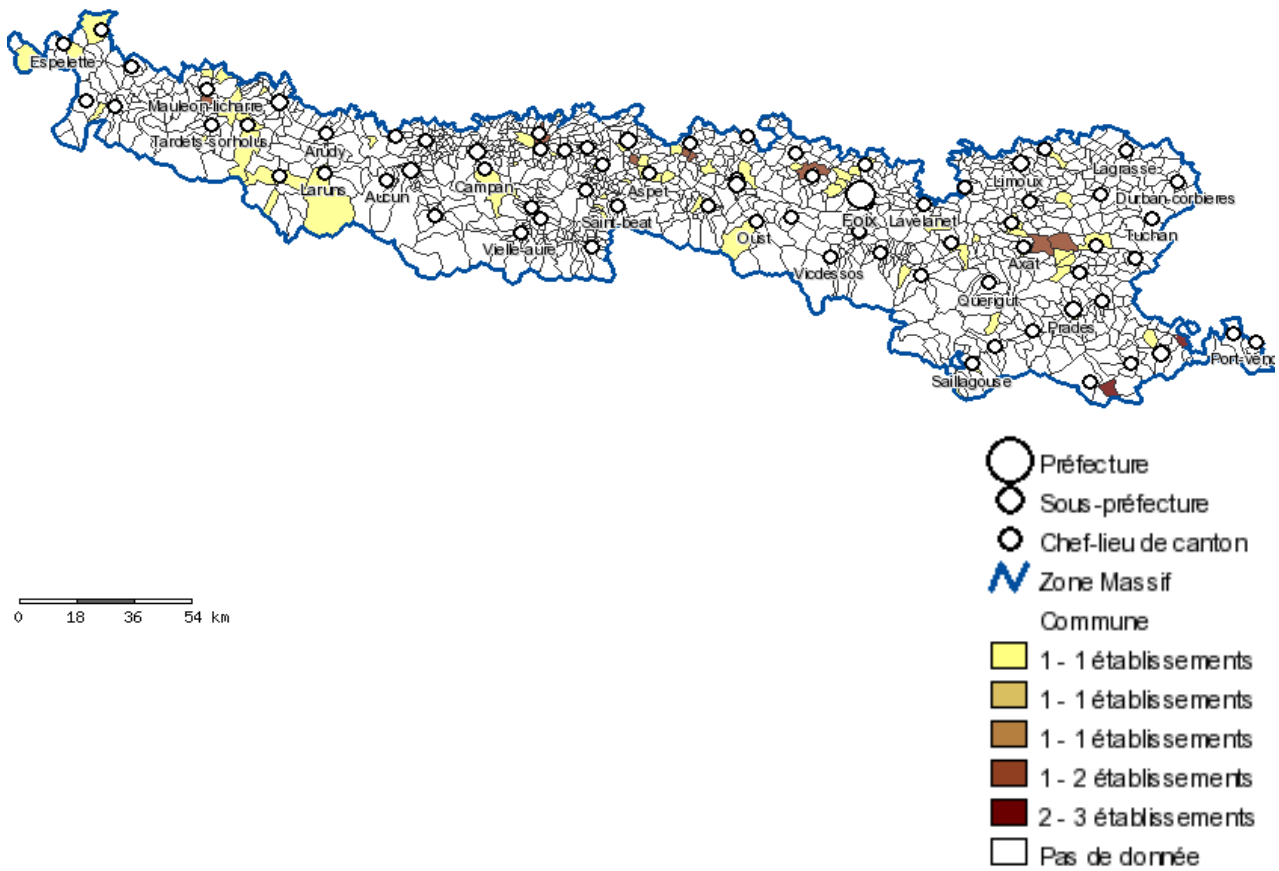 Espelette
Mauleon-licharre
Tardets-sorholus
Arudy
Laruns
Aucun
Campan
Vielle-aure
Aspet
Saint-beat
Oust
Foix
Vicdessos
Lavelanet
Limoux
Lagrasse
Durban-corbieres
Tuchan
Axat
Querigut
Prades
Saillagouse
Port-vend
Préfecture
Sous-préfecture
Chef-lieu de canton
Zone Massif
Commune
1 - 1 établissements
1 - 1 établissements
1 - 1 établissements
1 - 2 établissements
2 - 3 établissements
Pas de donnée
0 18 36 54 km